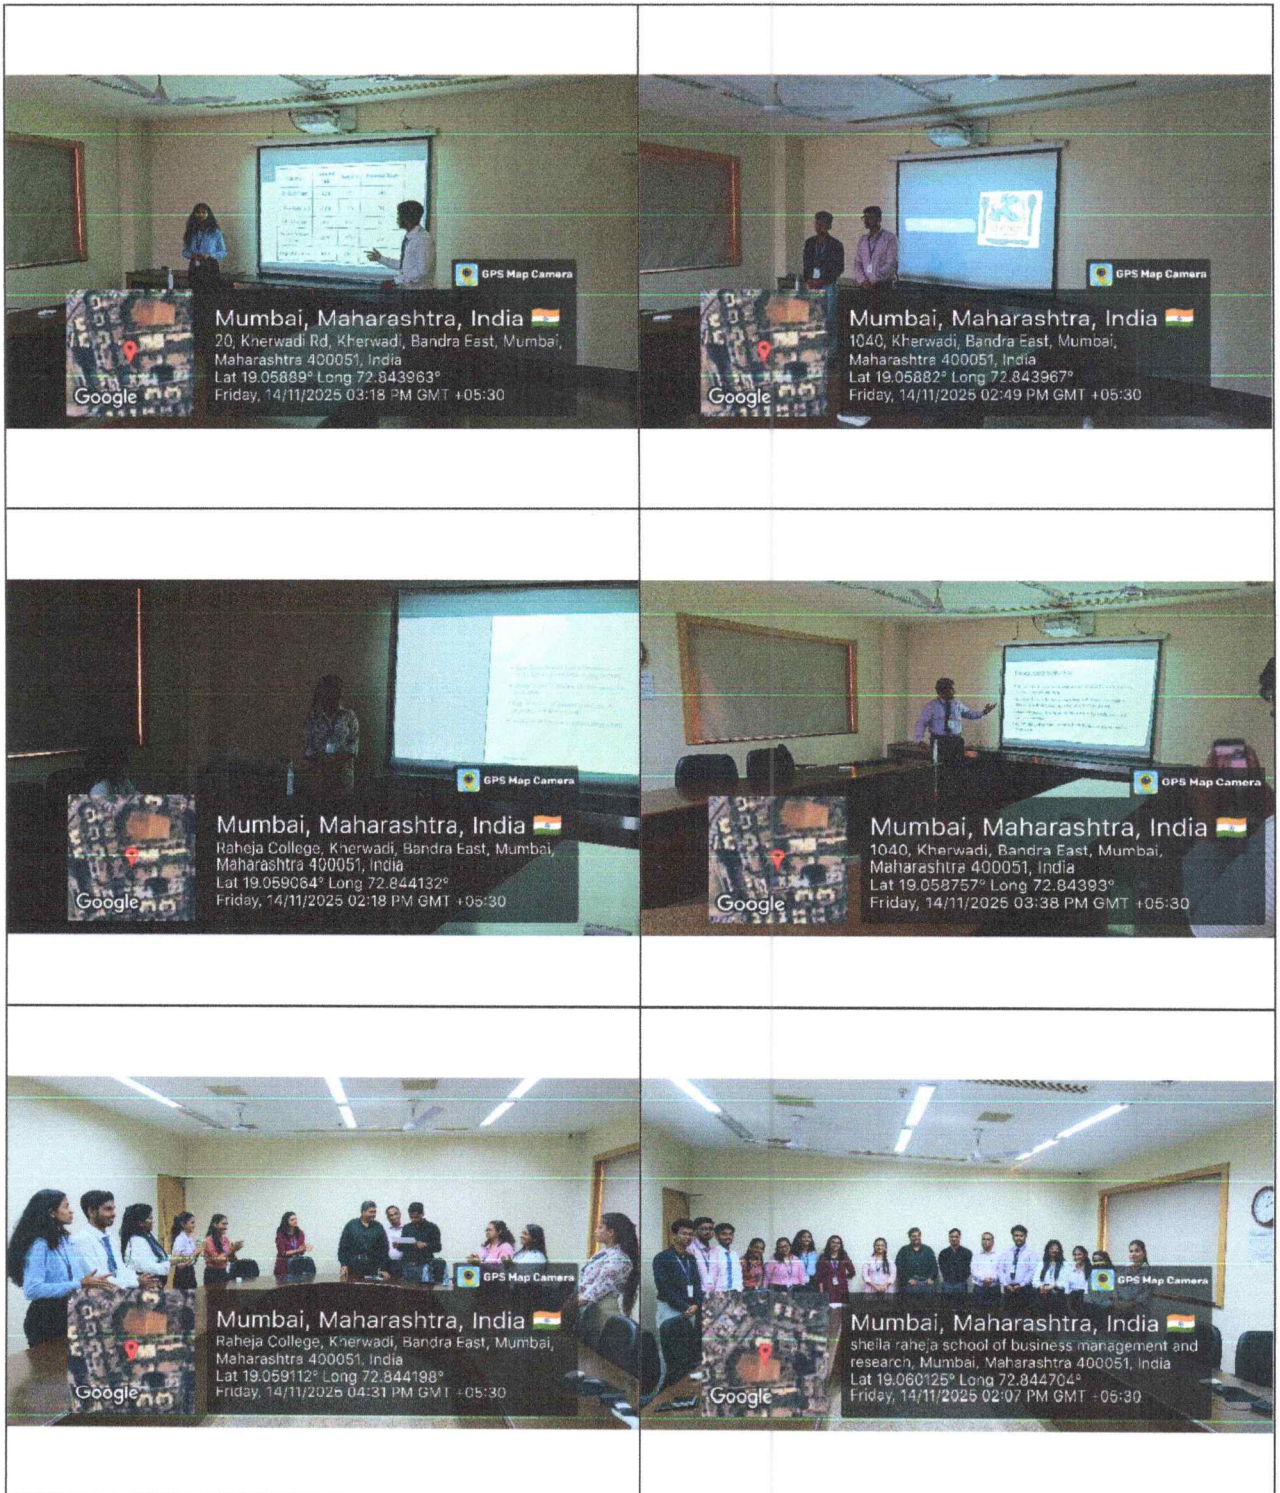 GPS Map Camera
Mumbai, Maharashtra, India
20, Kherwadi Rd, Kherwadi, Bandra East, Mumbai,
Maharashtra 400051, India
Lat 19.05889° Long 72.843963°
Friday, 14/11/2025 03:18 PM GMT +05:30
Google
GPS Map Camera
Mumbai, Maharashtra, India
1040, Kherwadi, Bandra East, Mumbai,
Maharashtra 400051, India
Lat 19.05882° Long 72.843967°
Friday, 14/11/2025 02:49 PM GMT +05:30
Google
GPS Map Camera
Mumbai, Maharashtra, India
Raheja College, Kherwadi, Bandra East, Mumbai,
Maharashtra 400051, India
Lat 19.059064° Long 72.844132°
Friday, 14/11/2025 02:18 PM GMT +05:30
Google
GPS Map Camera
Mumbai, Maharashtra, India
1040, Kherwadi, Bandra East, Mumbai,
Maharashtra 400051, India
Lat 19.058757° Long 72.84393°
Friday, 14/11/2025 03:38 PM GMT +05:30
Google
GPS Map Camera
Mumbai, Maharashtra, India
Raheja College, Kherwadi, Bandra East, Mumbai,
Maharashtra 400051, India
Lat 19.059112° Long 72.844198°
Friday, 14/11/2025 04:31 PM GMT +05:30
Google
GPS Map Camera
Mumbai, Maharashtra, India
sheila raheja school of business management and
research, Mumbai, Maharashtra 400051, India
Lat 19.060125° Long 72.844704°
Friday, 14/11/2025 02:07 PM GMT +05:30
Google